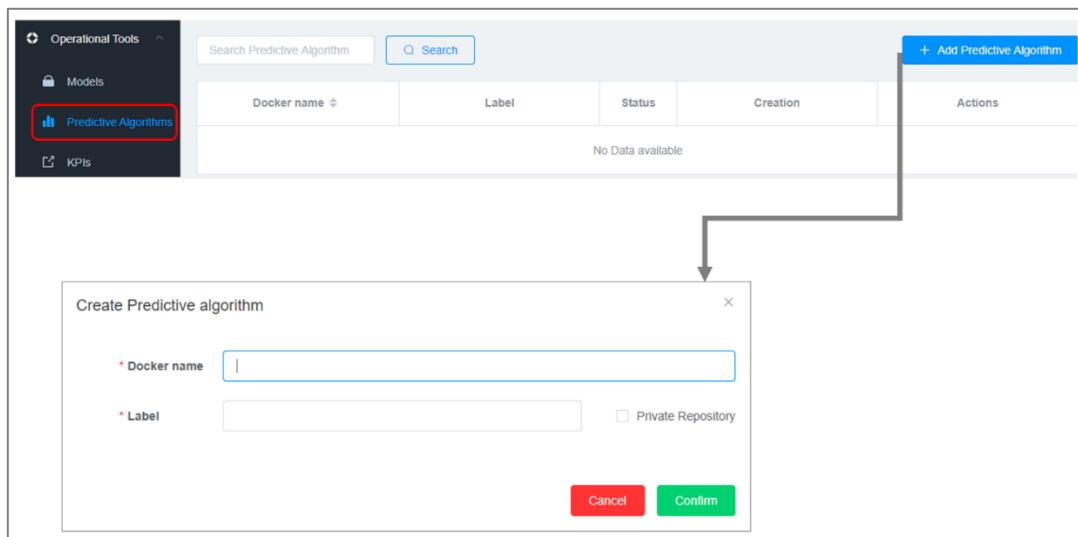 Operational Tools
Models
Predictive Algorithms
KPIs
Search Predictive Algorithm
Search
+ Add Predictive Algorithm
Docker name Label Status Creation Actions
No Data available
Create Predictive algorithm ×
* Docker name
* Label
Private Repository
Cancel
Confirm